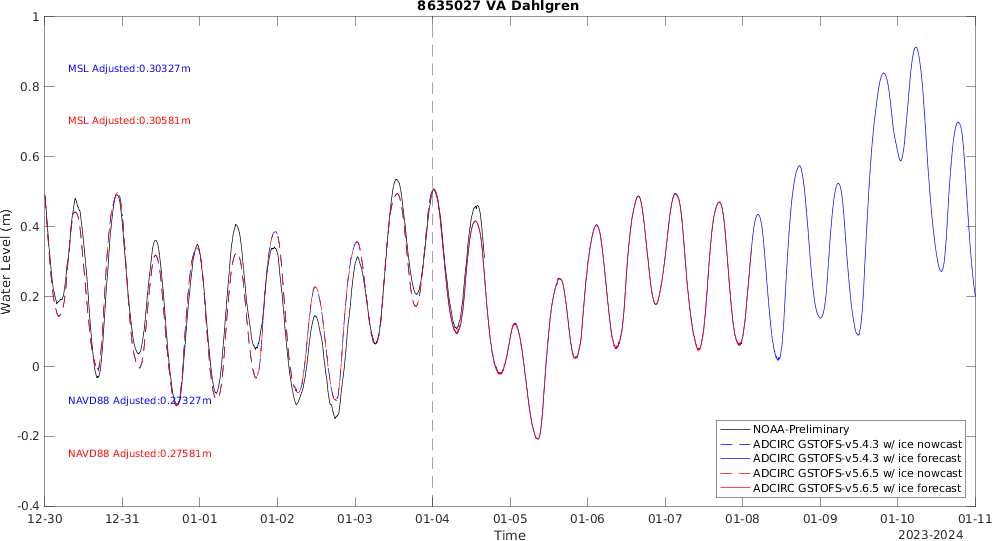 8635027 VA Dahlgren
1
0.8
0.6
0.4
0.2
0
-0.2
-0.4
Water Level (m)
MSL Adjusted:0.30327m
MSL Adjusted:0.30581m
NAVD88 Adjusted:0.27327m
NAVD88 Adjusted:0.27581m
NOAA-Preliminary
ADCIRC GSTOFS-v5.4.3 w/ ice nowcast
ADCIRC GSTOFS-v5.4.3 w/ ice forecast
ADCIRC GSTOFS-v5.6.5 w/ ice nowcast
ADCIRC GSTOFS-v5.6.5 w/ ice forecast
12-30 12-31 01-01 01-02 01-03 01-04 01-05 01-06 01-07 01-08 01-09 01-10 01-11
Time
2023-2024